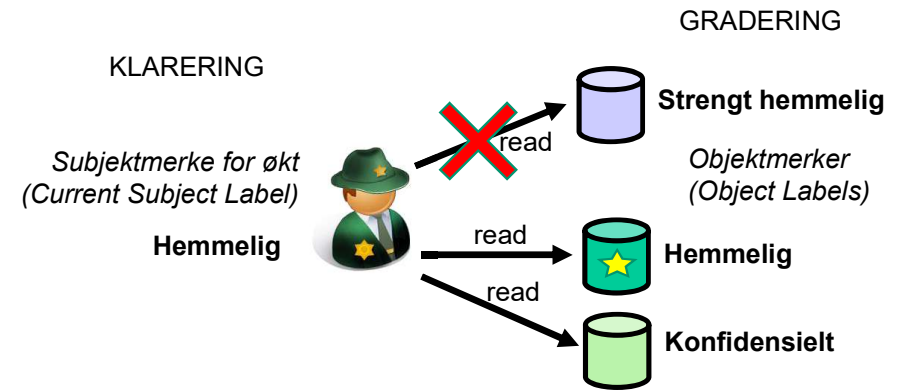 GRADERING
KLARERING
Strengt hemmelig
read
Subjektmerke for økt
(Current Subject Label)
Objektmerker
(Object Labels)
Hemmelig
read
Hemmelig
read
Konfidensielt